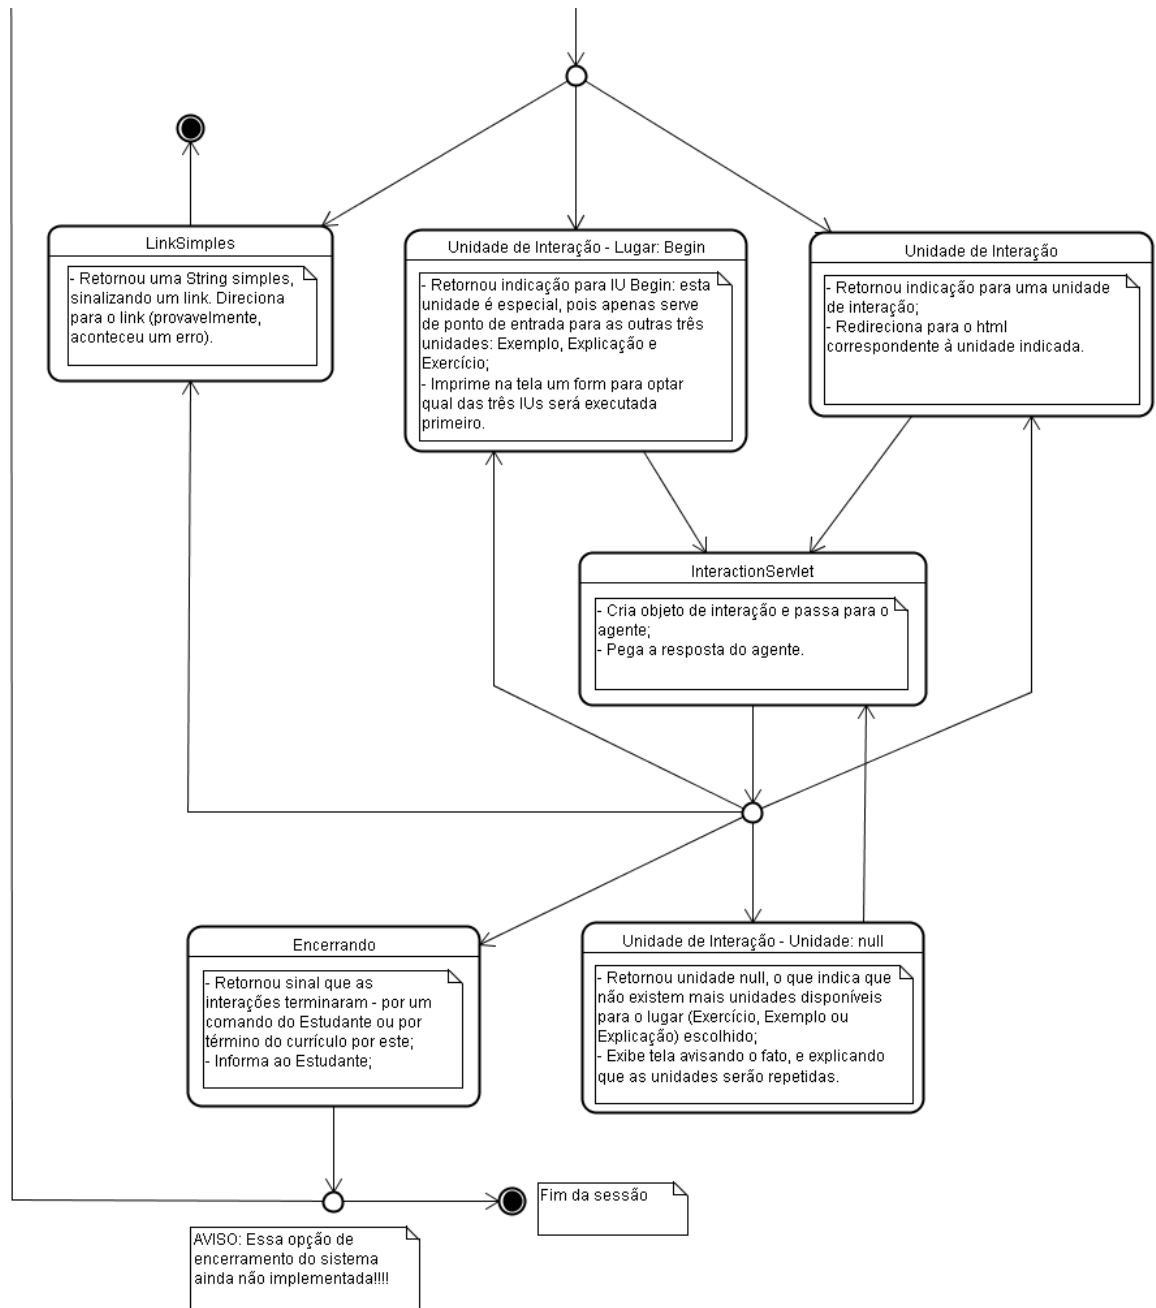 LinkSimples
- Retornou uma String simples,
sinalizando um link. Direciona
para o link (provavelmente,
aconteceu um erro).
Unidade de Interação - Lugar: Begin
- Retornou indicação para IU Begin: esta
unidade é especial, pois apenas serve
de ponto de entrada para as outras três
unidades: Exemplo, Explicação e
Exercício;
- Imprime na tela um form para optar
qual das três IUs será executada
primeiro.
Unidade de Interação
- Retornou indicação para uma unidade
de interação;
- Redireciona para o html
correspondente à unidade indicada.
InteractionServlet
- Cria objeto de interação e passa para o
agente;
- Pega a resposta do agente.
Encerrando
- Retornou sinal que as
interações terminaram - por um
comando do Estudante ou por
término do currículo por este;
- Informa ao Estudante;
Unidade de Interação - Unidade: null
- Retornou unidade null, o que indica que
não existem mais unidades disponíveis
para o lugar (Exercício, Exemplo ou
Explicação) escolhido;
- Exibe tela avisando o fato, e explicando
que as unidades serão repetidas.
Fim da sessão
AVISO: Essa opção de
encerramento do sistema
ainda não implementada!!!!